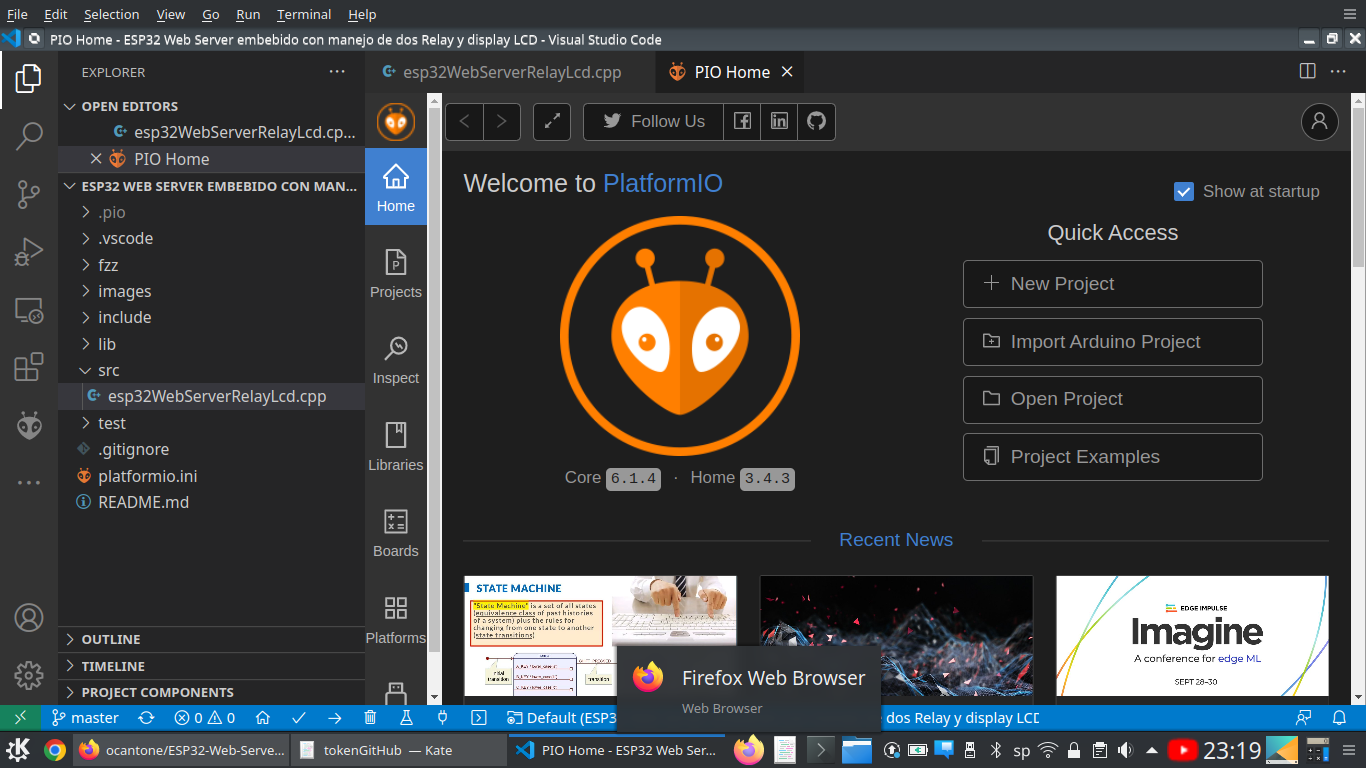 File Edit Selection View Go Run Terminal Help
PIO Home - ESP32 Web Server embebido con manejo de dos Relay y display LCD - Visual Studio Code
EXPLORER
esp32WebServerRelayLcd.cpp
PIO Home
OPEN EDITORS
esp32WebServerRelayLcd.cp...
PIO Home
ESP32 WEB SERVER EMBEBIDO CON MAN...
.pio
.vscode
fzz
images
include
lib
src
esp32WebServerRelayLcd.cpp
test
.gitignore
platformio.ini
README.md
OUTLINE
TIMELINE
PROJECT COMPONENTS
Home
Projects
Inspect
Libraries
Boards
Platforms
Follow Us
Welcome to PlatformIO
Show at startup
Core 6.1.4 · Home 3.4.3
Quick Access
New Project
Import Arduino Project
Open Project
Project Examples
Recent News
STATE MACHINE
"State Machine" is a set of all states
(equivalence class of past histories
of a system) plus the rules for
changing from one state to another
(state transitions)
transition
EDGE IMPULSE
Imagine
A conference for edge ML
SEPT 28-30
Firefox Web Browser
Web Browser
master
0 0
Default (ESP3
dos Relay y display LCD
ocantone/ESP32-Web-Serve...
tokenGitHub — Kate
PIO Home - ESP32 Web Ser...
sp
23:19